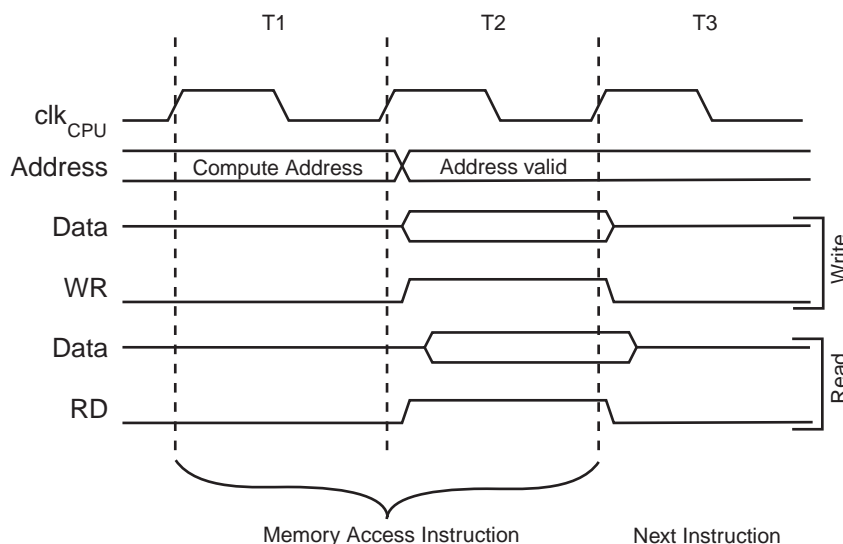 T1 T2 T3
clkCPU
Address Compute Address Address valid
Data
WR
Write
Data
RD
Read
Memory Access Instruction Next Instruction